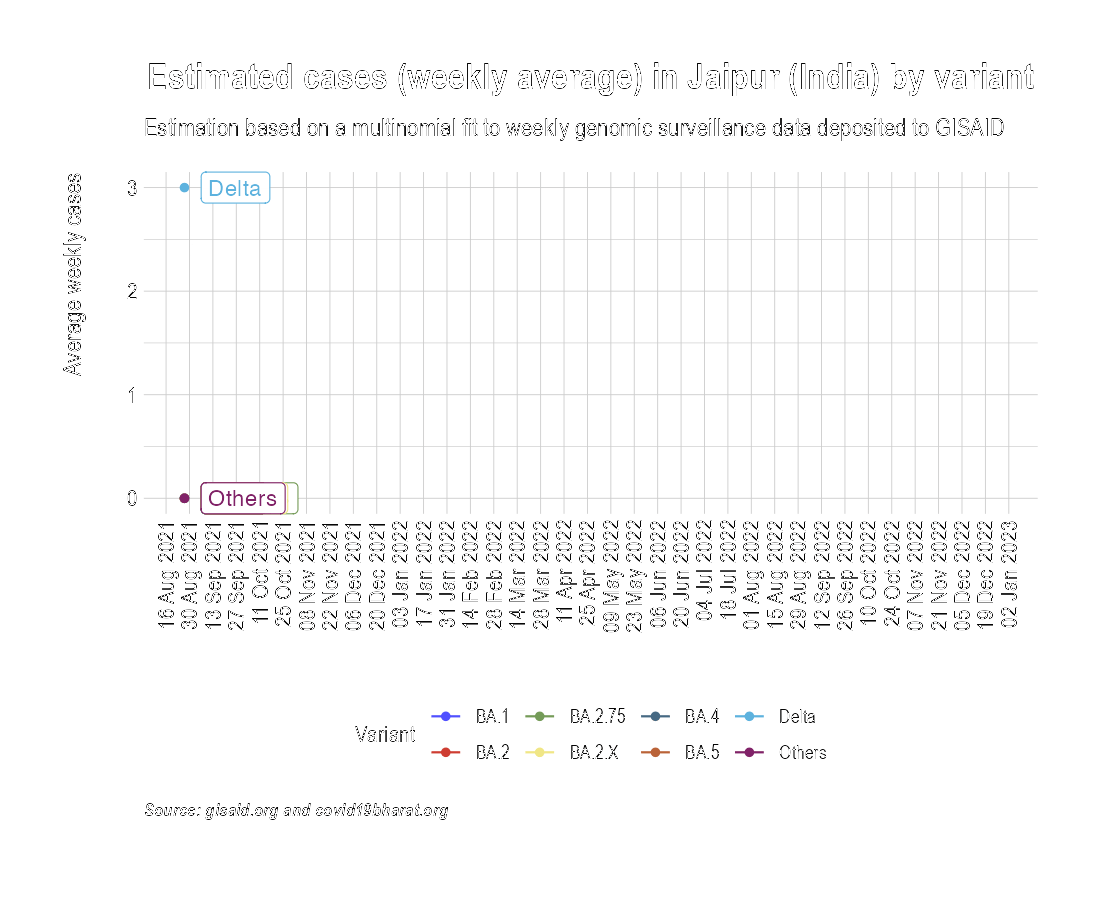 Estimated cases (weekly average) in Jaipur (India) by variant
Estimation based on a multinomial fit to weekly genomic surveillance data deposited to GISAID
Average weekly cases
3
2
1
0
Delta
Others
16 Aug 2021
30 Aug 2021
13 Sep 2021
27 Sep 2021
11 Oct 2021
25 Oct 2021
08 Nov 2021
22 Nov 2021
06 Dec 2021
20 Dec 2021
03 Jan 2022
17 Jan 2022
31 Jan 2022
14 Feb 2022
28 Feb 2022
14 Mar 2022
28 Mar 2022
11 Apr 2022
25 Apr 2022
09 May 2022
23 May 2022
06 Jun 2022
20 Jun 2022
04 Jul 2022
18 Jul 2022
01 Aug 2022
15 Aug 2022
29 Aug 2022
12 Sep 2022
26 Sep 2022
10 Oct 2022
24 Oct 2022
07 Nov 2022
21 Nov 2022
05 Dec 2022
19 Dec 2022
02 Jan 2023
Variant
BA.1
BA.2.75
BA.4
Delta
BA.2
BA.2.X
BA.5
Others
Source: gisaid.org and covid19bharat.org